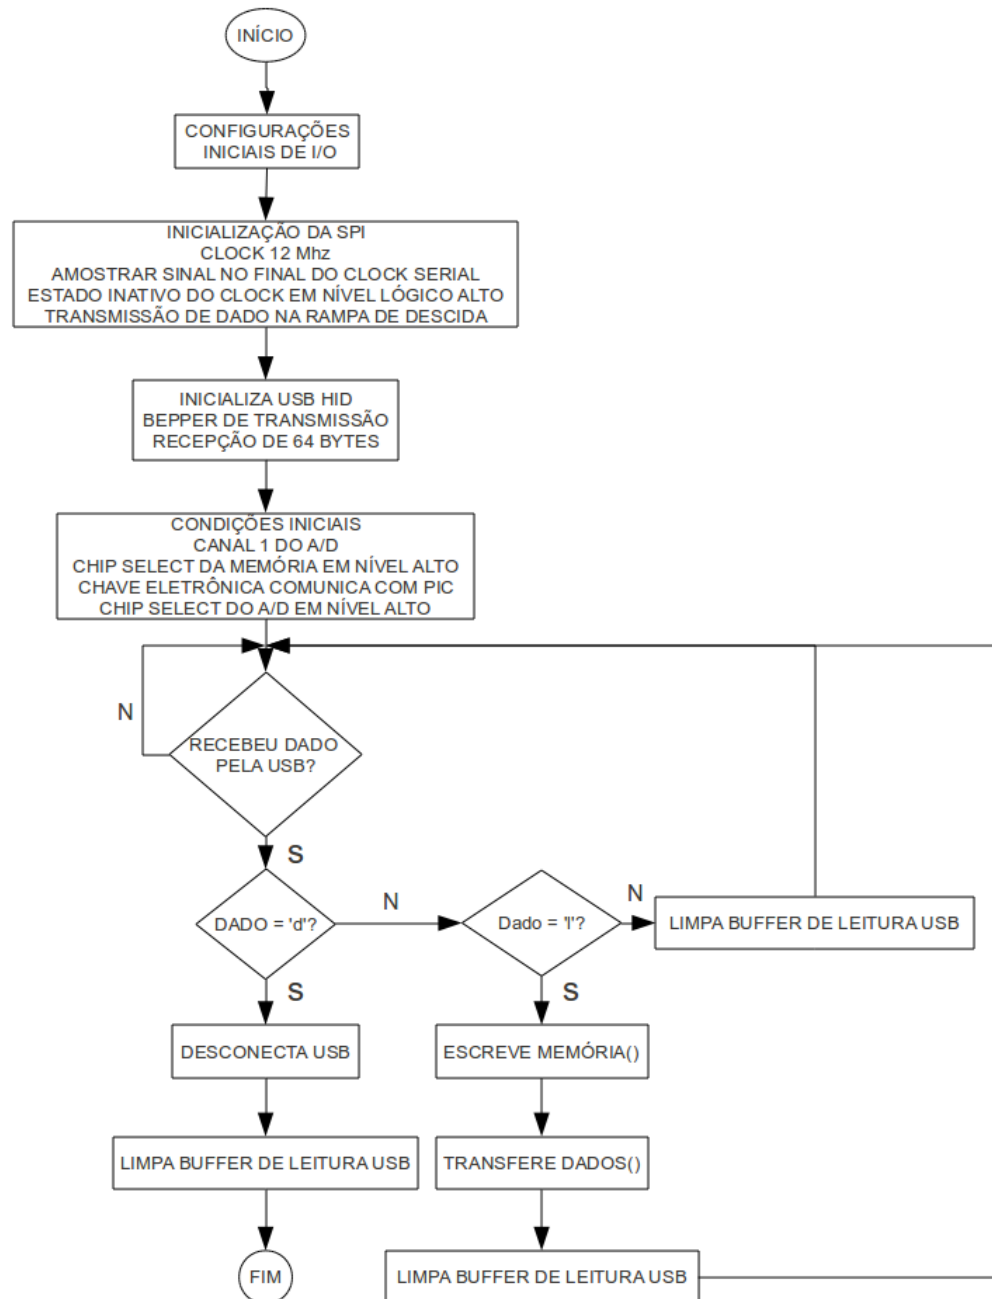 INÍCIO
CONFIGURAÇÕES
INICIAIS DE I/O
INICIALIZAÇÃO DA SPI
CLOCK 12 Mhz
AMOSTRAR SINAL NO FINAL DO CLOCK SERIAL
ESTADO INATIVO DO CLOCK EM NÍVEL LÓGICO ALTO
TRANSMISSÃO DE DADO NA RAMPA DE DESCIDA
INICIALIZA USB HID
BEPPER DE TRANSMISSÃO
RECEPÇÃO DE 64 BYTES
CONDIÇÕES INICIAIS
CANAL 1 DO A/D
CHIP SELECT DA MEMÓRIA EM NÍVEL ALTO
CHAVE ELETRÔNICA COMUNICA COM PIC
CHIP SELECT DO A/D EM NÍVEL ALTO
N
RECEBEU DADO
PELA USB?
S
DADO = 'd'?
N
Dado = 'l'?
N
LIMPA BUFFER DE LEITURA USB
S
S
DESCONECTA USB
ESCREVE MEMÓRIA()
LIMPA BUFFER DE LEITURA USB
TRANSFERE DADOS()
FIM
LIMPA BUFFER DE LEITURA USB